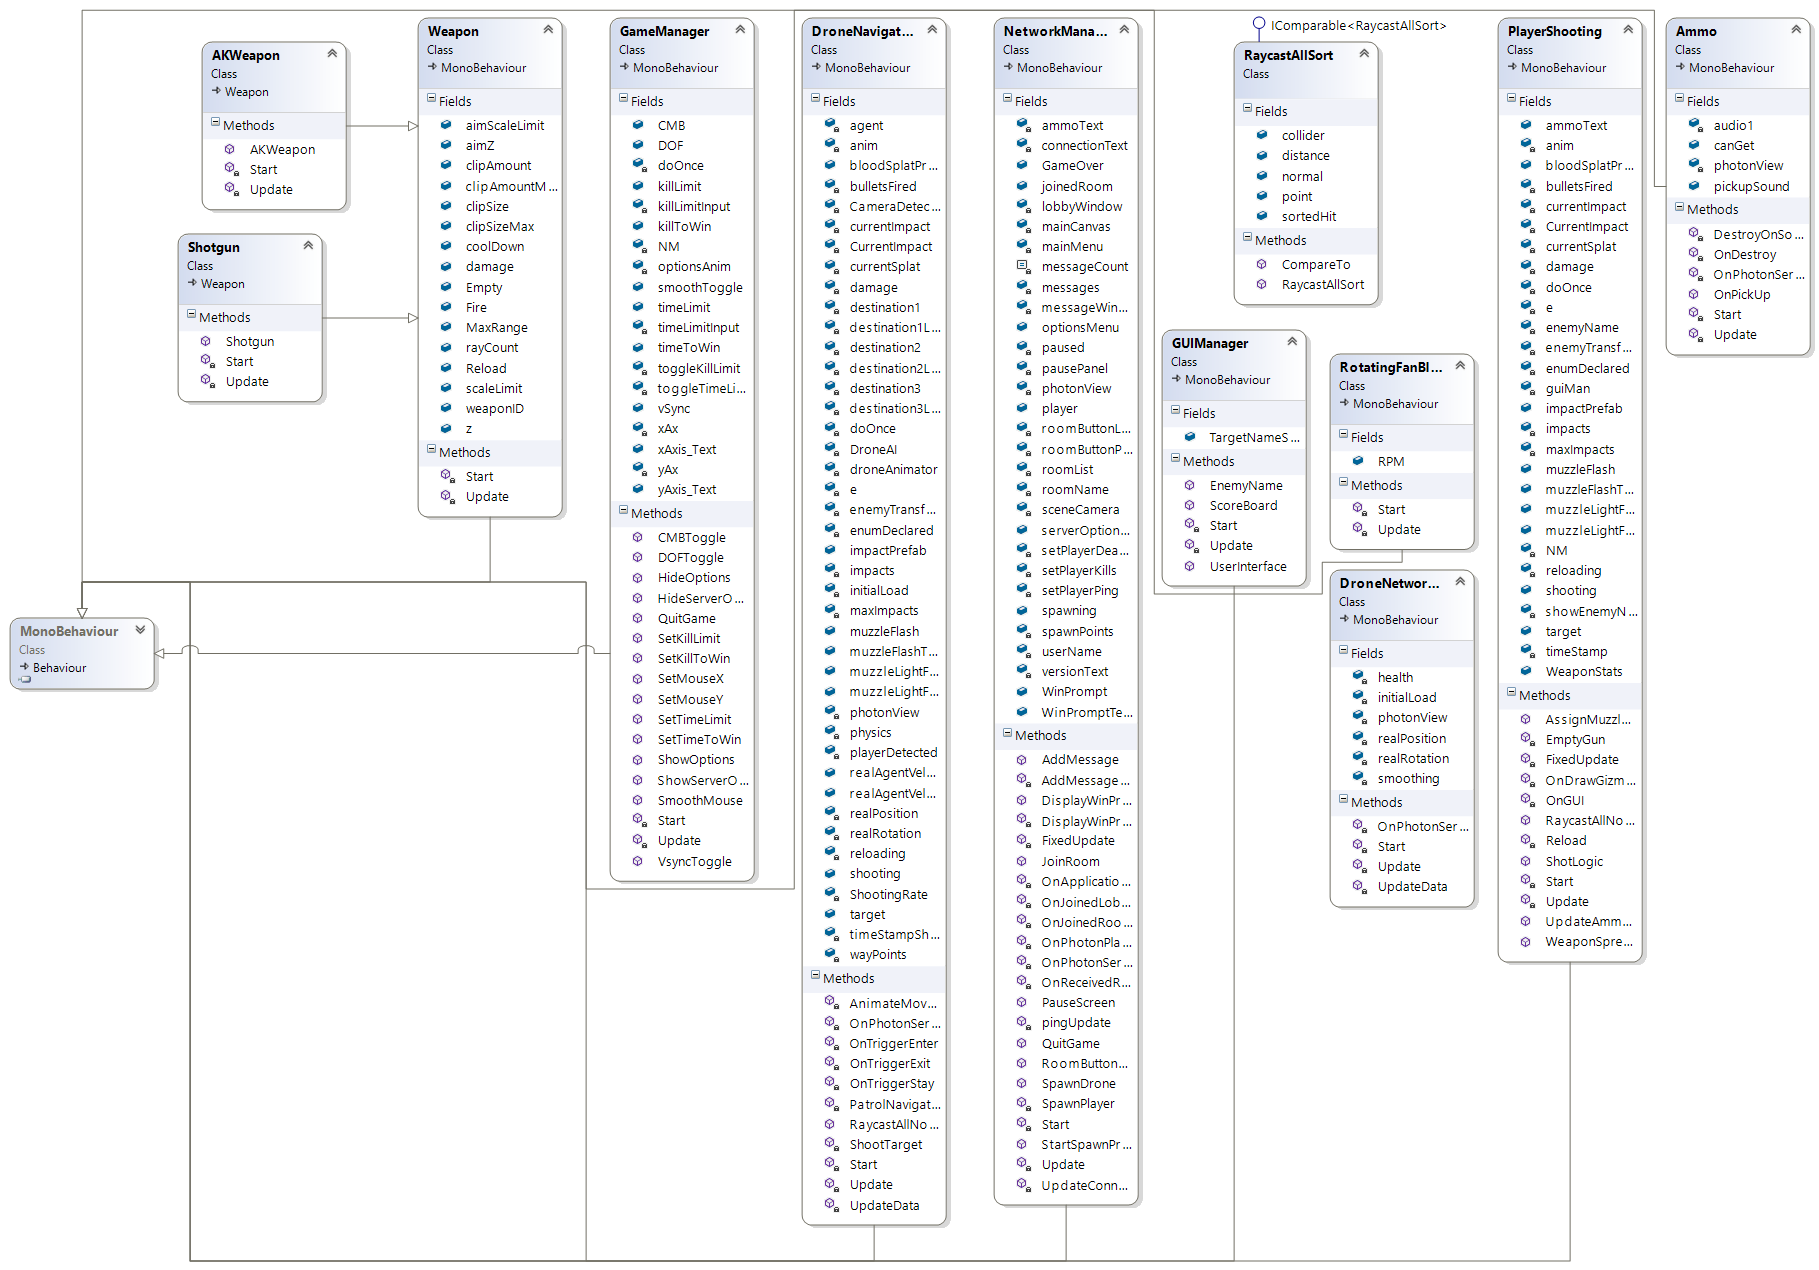 AKWeapon
Class
Weapon
Methods
AKWeapon
Start
Update
Shotgun
Class
Weapon
Methods
Shotgun
Start
Update
MonoBehaviour
Class
Behaviour
Weapon
Class
MonoBehaviour
Fields
aimScaleLimit
aimZ
clipAmount
clipAmountM...
clipSize
clipSizeMax
coolDown
damage
Empty
Fire
MaxRange
rayCount
Reload
scaleLimit
weaponID
z
Methods
Start
Update
GameManager
Class
MonoBehaviour
Fields
CMB
DOF
doOnce
killLimit
killLimitInput
killToWin
NM
optionsAnim
smoothToggle
timeLimit
timeLimitInput
timeToWin
toggleKillLimit
toggleTimeLi...
vSync
xAx
xAxis_Text
yAx
yAxis_Text
Methods
CMBToggle
DOFToggle
HideOptions
HideServerO...
QuitGame
SetKillLimit
SetKillToWin
SetMouseX
SetMouseY
SetTimeLimit
SetTimeToWin
ShowOptions
ShowServerO...
SmoothMouse
Start
Update
VsyncToggle
DroneNavigat...
Class
MonoBehaviour
Fields
agent
anim
bloodSplatPr...
bulletsFired
CameraDetec...
currentImpact
CurrentImpact
currentSplat
damage
destination1
destination1L...
destination2
destination2L...
destination3
destination3L...
doOnce
DroneAI
droneAnimator
e
enemyTransf...
enumDeclared
impactPrefab
impacts
initialLoad
maxImpacts
muzzleFlash
muzzleFlashT...
muzzleLightF...
muzzleLightF...
photonView
physics
playerDetected
realAgentVel...
realAgentVel...
realPosition
realRotation
reloading
shooting
ShootingRate
target
timeStampSh...
wayPoints
Methods
AnimateMov...
OnPhotonSer...
OnTriggerEnter
OnTriggerExit
OnTriggerStay
PatrolNavigat...
RaycastAllNo...
ShootTarget
Start
Update
UpdateData
NetworkMana...
Class
MonoBehaviour
Fields
ammoText
connectionText
GameOver
joinedRoom
lobbyWindow
mainCanvas
mainMenu
messageCount
messages
messageWin...
optionsMenu
paused
pausePanel
photonView
player
roomButtonL...
roomButtonP...
roomList
roomName
sceneCamera
serverOption...
setPlayerDea...
setPlayerKills
setPlayerPing
spawning
spawnPoints
userName
versionText
WinPrompt
WinPromptTe...
Methods
AddMessage
AddMessage...
DisplayWinPr...
DisplayWinPr...
FixedUpdate
JoinRoom
OnApplicatio...
OnJoinedLob...
OnJoinedRoo...
OnPhotonPla...
OnPhotonSer...
OnReceivedR...
PauseScreen
pingUpdate
QuitGame
RoomButton...
SpawnDrone
SpawnPlayer
Start
StartSpawnPr...
Update
UpdateConn...
IComparable<RaycastAllSort>
RaycastAllSort
Class
Fields
collider
distance
normal
point
sortedHit
Methods
CompareTo
RaycastAllSort
GUIManager
Class
MonoBehaviour
Fields
TargetNameS...
Methods
EnemyName
ScoreBoard
Start
Update
UserInterface
RotatingFanBl...
Class
MonoBehaviour
Fields
RPM
Methods
Start
Update
DroneNetwor...
Class
MonoBehaviour
Fields
health
initialLoad
photonView
realPosition
realRotation
smoothing
Methods
OnPhotonSer...
Start
Update
UpdateData
PlayerShooting
Class
MonoBehaviour
Fields
ammoText
anim
bloodSplatPr...
bulletsFired
currentImpact
CurrentImpact
currentSplat
damage
doOnce
e
enemyName
enemyTransf...
enumDeclared
guiMan
impactPrefab
impacts
maxImpacts
muzzleFlash
muzzleFlashT...
muzzleLightF...
muzzleLightF...
NM
reloading
shooting
showEnemyN...
target
timeStamp
WeaponStats
Methods
AssignMuzzl...
EmptyGun
FixedUpdate
OnDrawGizm...
OnGUI
RaycastAllNo...
Reload
ShotLogic
Start
Update
UpdateAmm...
WeaponSpre...
Ammo
Class
MonoBehaviour
Fields
audio1
canGet
photonView
pickupSound
Methods
DestroyOnSo...
OnDestroy
OnPhotonSer...
OnPickUp
Start
Update